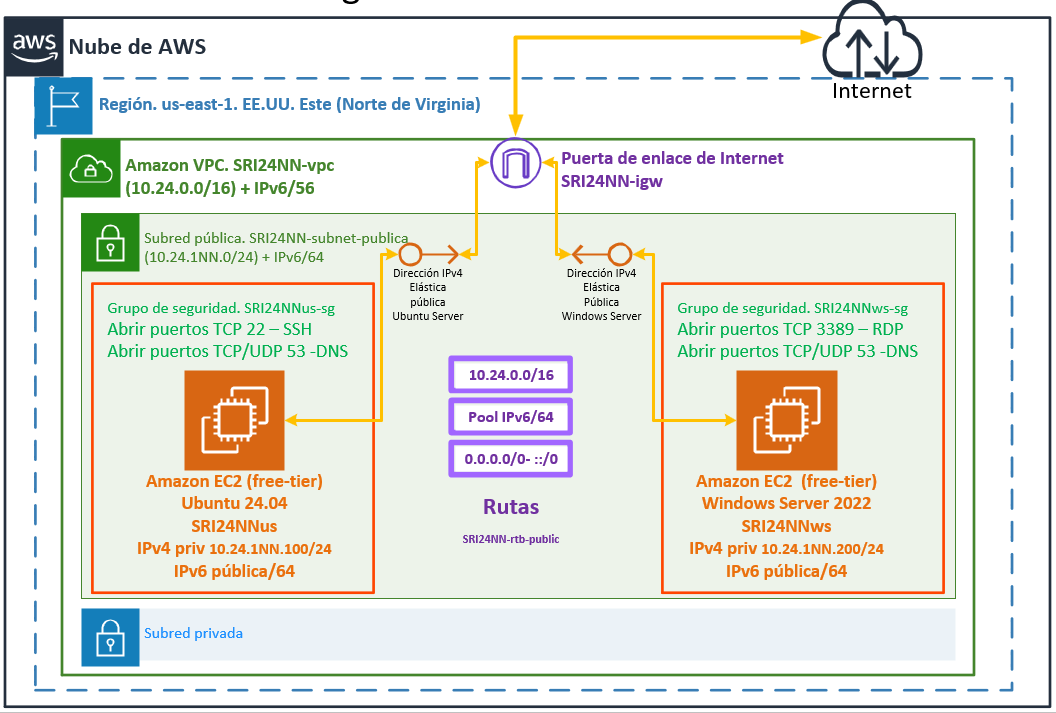 aws
Nube de AWS
Internet
Región. us-east-1. EE.UU. Este (Norte de Virginia)
Amazon VPC. SRI24NN-vpc
(10.24.0.0/16) + IPv6/56
Puerta de enlace de Internet
SRI24NN-igw
Subred pública. SRI24NN-subnet-publica
(10.24.1NN.0/24) + IPv6/64
Dirección IPv4
Elástica
pública
Ubuntu Server
Dirección IPv4
Elástica
Pública
Windows Server
Grupo de seguridad. SRI24NNus-sg
Abrir puertos TCP 22 – SSH
Abrir puertos TCP/UDP 53 -DNS
Amazon EC2 (free-tier)
Ubuntu 24.04
SRI24NNus
IPv4 priv 10.24.1NN.100/24
IPv6 pública/64
10.24.0.0/16
Pool IPv6/64
0.0.0.0/0- ::/0
Rutas
SRI24NN-rtb-public
Grupo de seguridad. SRI24NNws-sg
Abrir puertos TCP 3389 – RDP
Abrir puertos TCP/UDP 53 -DNS
Amazon EC2 (free-tier)
Windows Server 2022
SRI24NNws
IPv4 priv 10.24.1NN.200/24
IPv6 pública/64
Subred privada